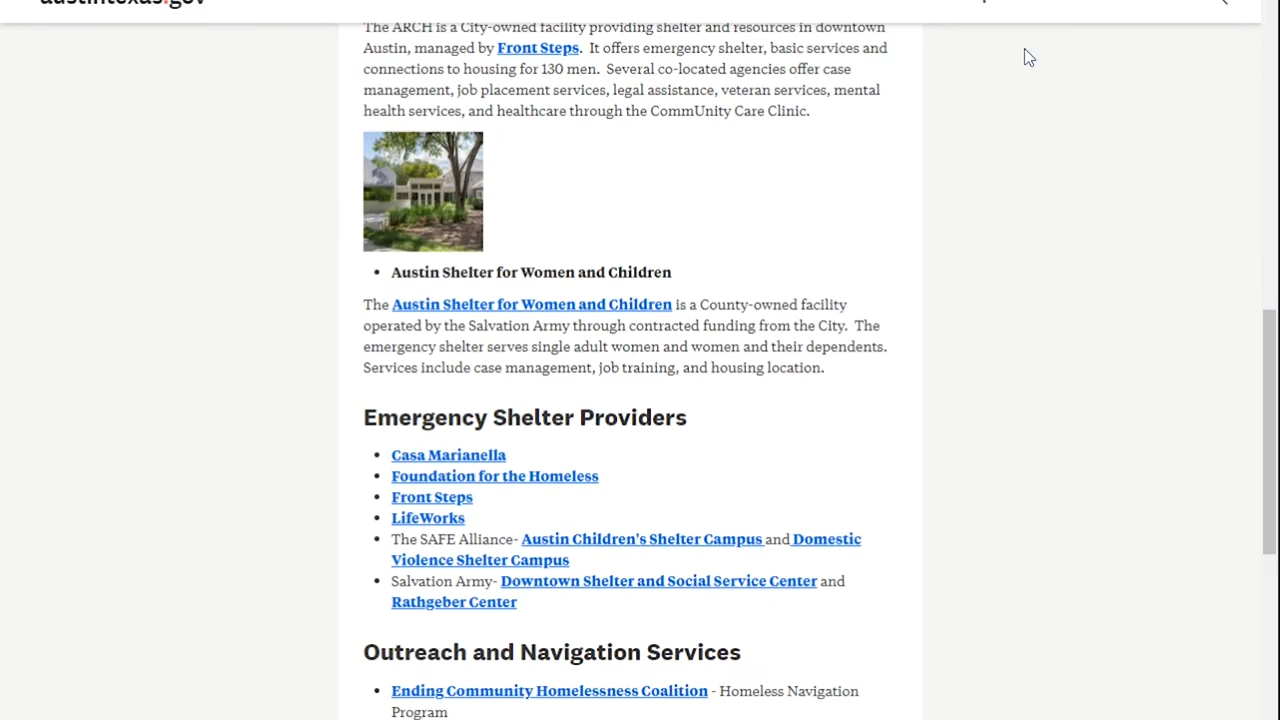 austintexas.gov
The ARCH is a City-owned facility providing shelter and resources in downtown
Austin, managed by Front Steps.  It offers emergency shelter, basic services and
connections to housing for 130 men.  Several co-located agencies offer case
management, job placement services, legal assistance, veteran services, mental
health services, and healthcare through the CommUnity Care Clinic.
• Austin Shelter for Women and Children
The Austin Shelter for Women and Children is a County-owned facility
operated by the Salvation Army through contracted funding from the City.  The
emergency shelter serves single adult women and women and their dependents.
Services include case management, job training, and housing location.
Emergency Shelter Providers
• Casa Marianella
• Foundation for the Homeless
• Front Steps
• LifeWorks
• The SAFE Alliance- Austin Children's Shelter Campus and Domestic
Violence Shelter Campus
• Salvation Army- Downtown Shelter and Social Service Center and
Rathgeber Center
Outreach and Navigation Services
• Ending Community Homelessness Coalition - Homeless Navigation
Program